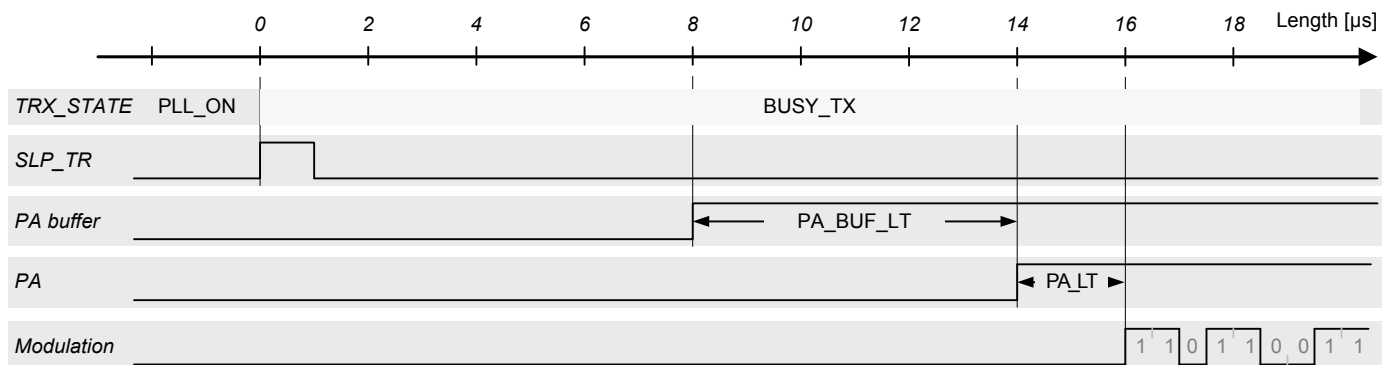 0 2 4 6 8 10 12 14 16 18 Length [µs]
TRX_STATE PLL_ON BUSY_TX
SLP_TR
PA buffer PA_BUF_LT
PA PA_LT
Modulation 1 1 0 1 1 0 0 1 1